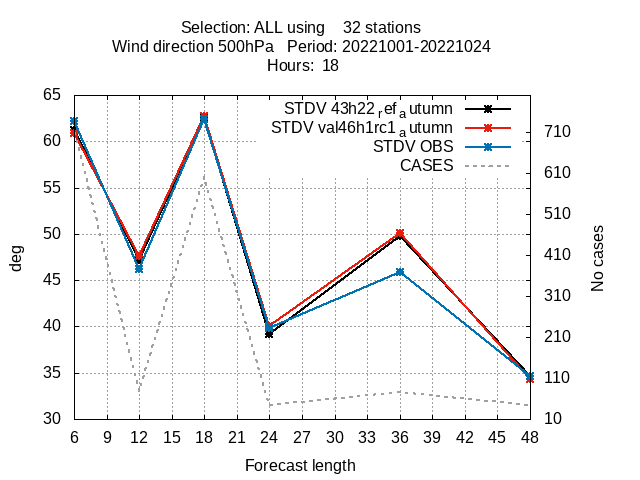 Selection: ALL using 32 stations
Wind direction 500hPa Period: 20221001-20221024
Hours: 18
STDV 43h22ᵣefₐutumn
STDV val46h1rc1ₐutumn
STDV OBS
CASES
65
60
55
50
45
40
35
30
deg
710
610
510
410
310
210
110
10
No cases
6 9 12 15 18 21 24 27 30 33 36 39 42 45 48
Forecast length